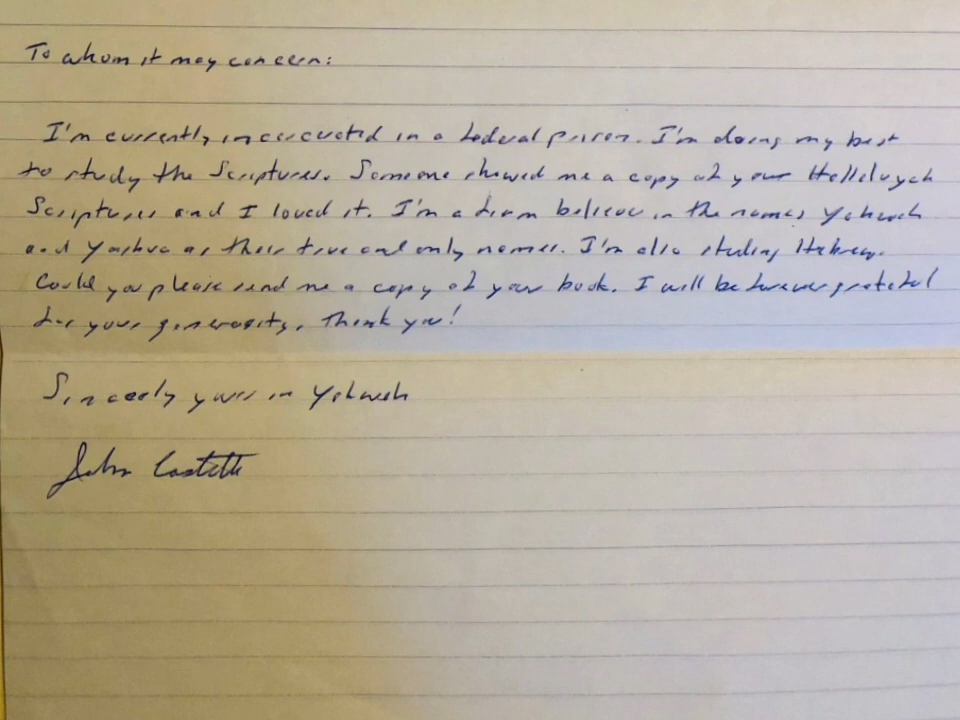 To whom it may concern:
I'm currently incarcerated in a federal prison. I'm doing my best
to study the Scriptures. Someone showed me a copy of your Halleluyah
Scriptures and I loved it. I'm a firm believer in the names Yahweh
and Yashua as their true and only names. I'm also studing Hebrew.
Could you please send me a copy of your book. I will be forever grateful
for your generosity. Thank you!
Sincerely yours in Yahweh
John